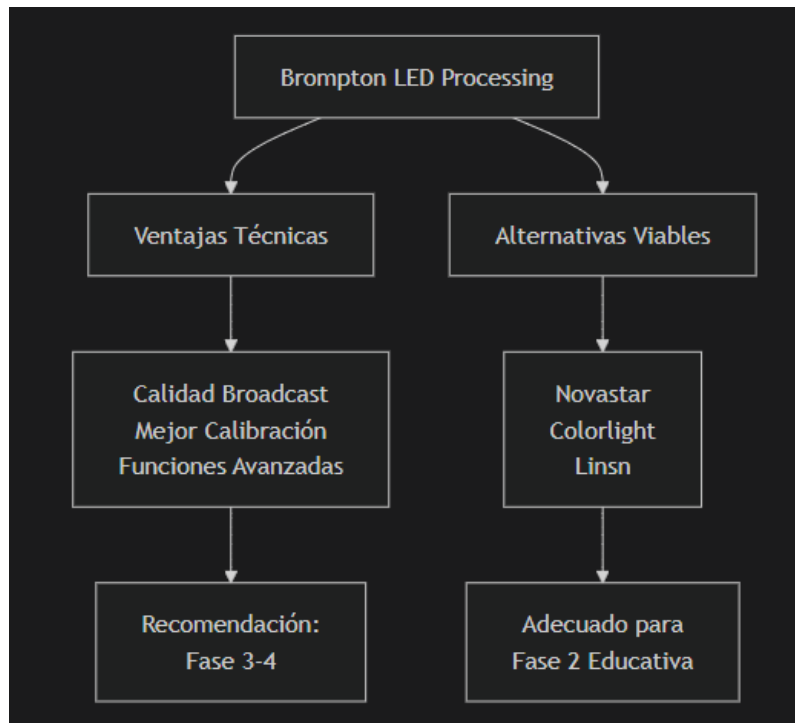 Brompton LED Processing
Ventajas Técnicas
Alternativas Viables
Calidad Broadcast
Mejor Calibración
Funciones Avanzadas
Novastar
Colorlight
Linsn
Recomendación:
Fase 3-4
Adecuado para
Fase 2 Educativa